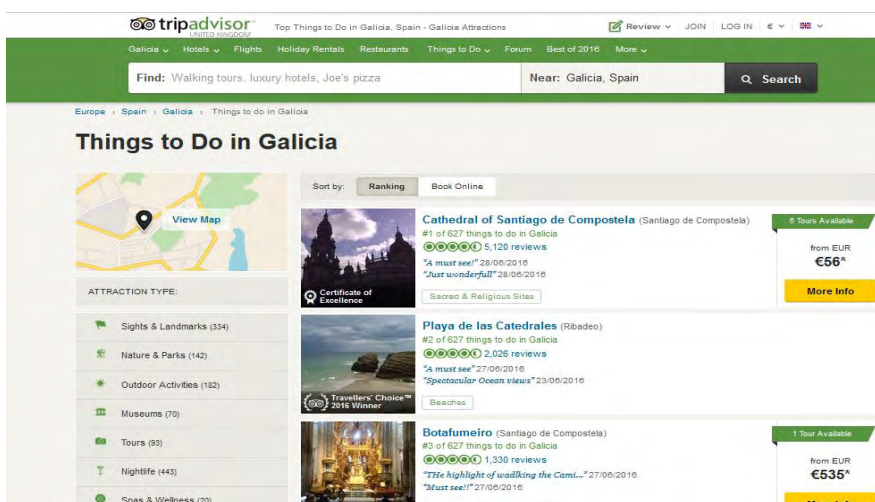 tripadvisor
UNITED KINGDOM
Top Things to Do in Galicia, Spain - Galicia Attractions
Review JOIN LOG IN €
Galicia Hotels Flights Holiday Rentals Restaurants Things to Do Forum Best of 2016 More
Find: Walking tours, luxury hotels, Joe's pizza Near: Galicia, Spain Search
Europe › Spain › Galicia › Things to do in Galicia
Things to Do in Galicia
View Map
ATTRACTION TYPE:
Sights & Landmarks (334)
Nature & Parks (142)
Outdoor Activities (182)
Museums (70)
Tours (93)
Nightlife (443)
Spas & Wellness (20)
Sort by: Ranking Book Online
Certificate of
Excellence
Cathedral of Santiago de Compostela (Santiago de Compostela)
#1 of 627 things to do in Galicia
5,120 reviews
"A must see!" 28/06/2016
"Just wonderfull" 28/06/2016
Sacred & Religious Sites
6 Tours Available
from EUR
€56*
More Info
Travellers' Choice™
2016 Winner
Playa de las Catedrales (Ribadeo)
#2 of 627 things to do in Galicia
2,026 reviews
"A must see" 27/06/2016
"Spectacular Ocean views" 23/06/2016
Beaches
Botafumeiro (Santiago de Compostela)
#3 of 627 things to do in Galicia
1,330 reviews
"THe highlight of wadlking the Cami..." 27/06/2016
"Must see!!" 27/06/2016
1 Tour Available
from EUR
€535*
More Info